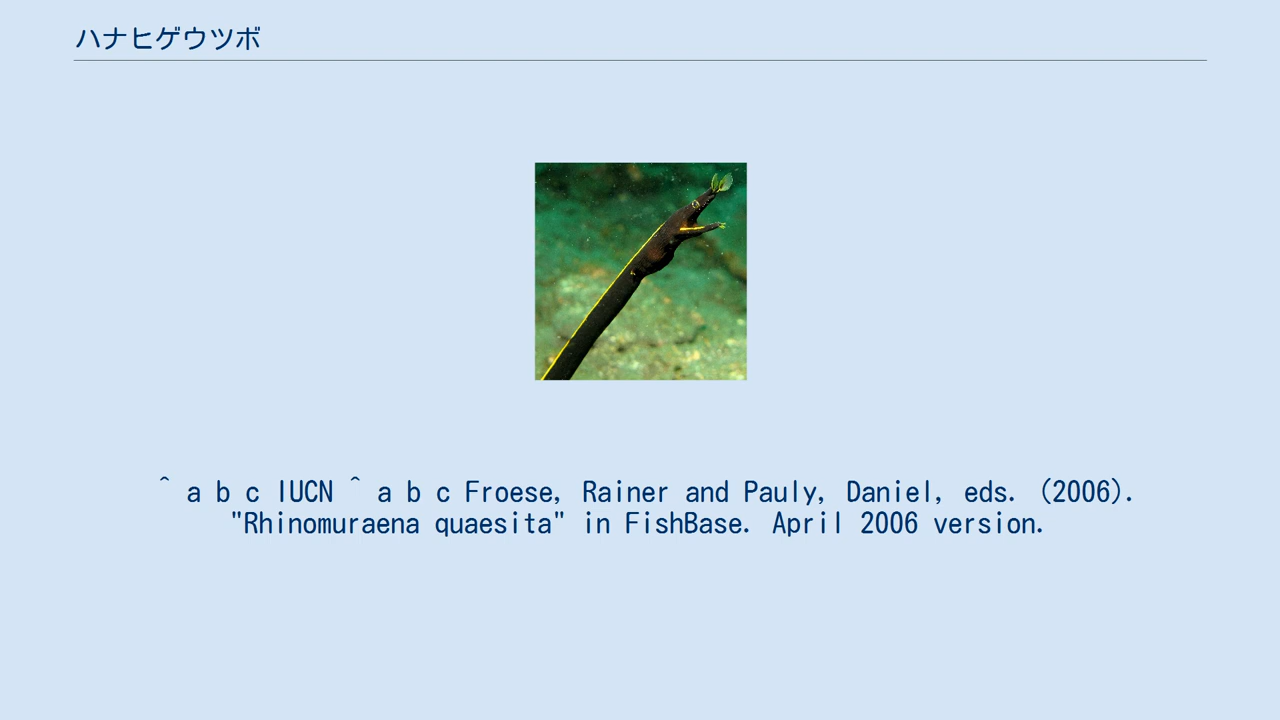 ハナヒゲウツボ
^ a b c IUCN ^ a b c Froese, Rainer and Pauly, Daniel, eds. (2006).
"Rhinomuraena quaesita" in FishBase. April 2006 version.